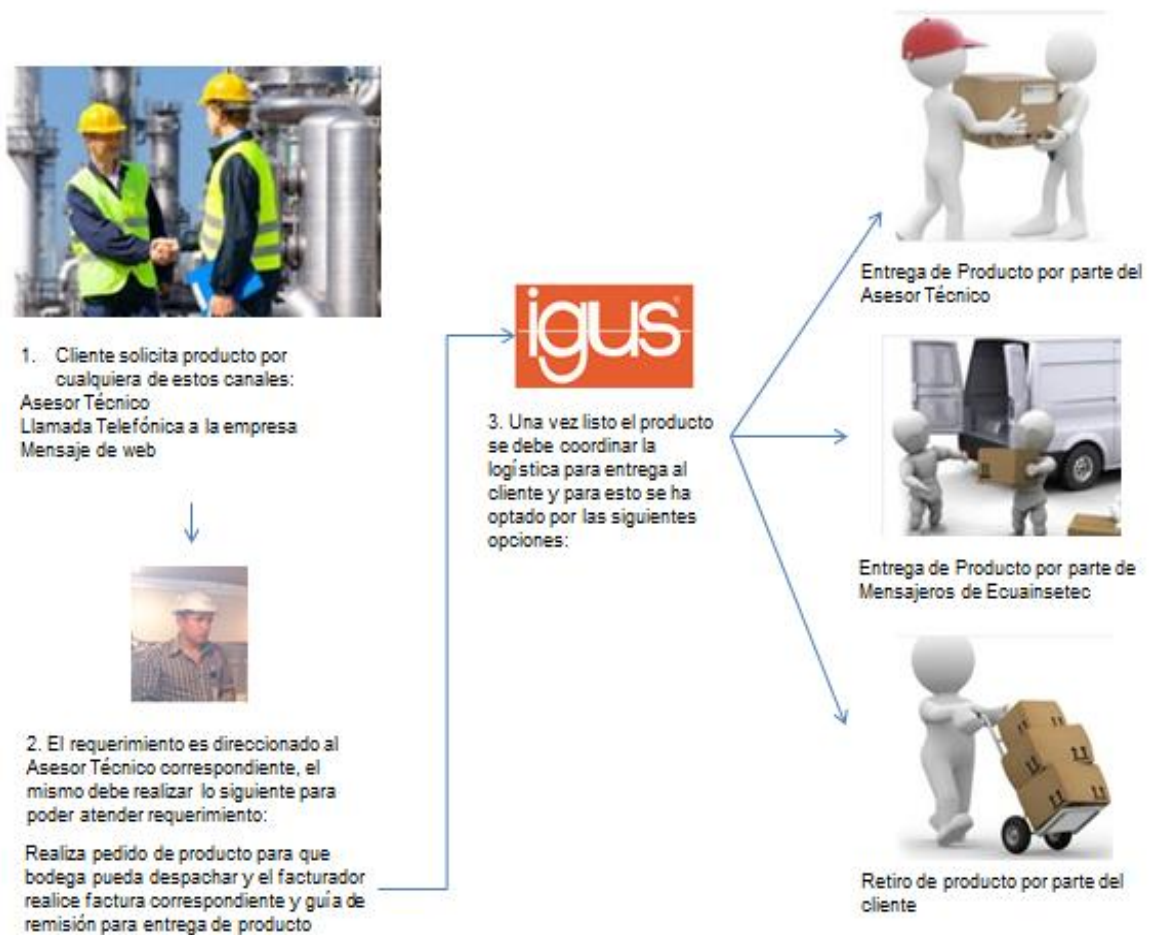 1. Cliente solicita producto por
cualquiera de estos canales:
Asesor Técnico
Llamada Telefónica a la empresa
Mensaje de web
2. El requerimiento es direccionado al
Asesor Técnico correspondiente, el
mismo debe realizar lo siguiente para
poder atender requerimiento:
Realiza pedido de producto para que
bodega pueda despachar y el facturador
realice factura correspondiente y guía de
remisión para entrega de producto
igus®
3. Una vez listo el producto
se debe coordinar la
logística para entrega al
cliente y para esto se ha
optado por las siguientes
opciones:
Entrega de Producto por parte del
Asesor Técnico
Entrega de Producto por parte de
Mensajeros de Ecuainsetec
Retiro de producto por parte del
cliente